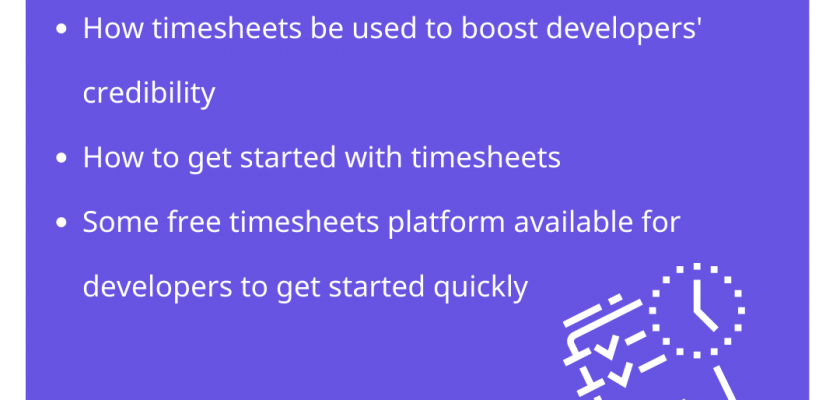 • How timesheets be used to boost developers'
credibility
• How to get started with timesheets
• Some free timesheets platform available for
developers to get started quickly